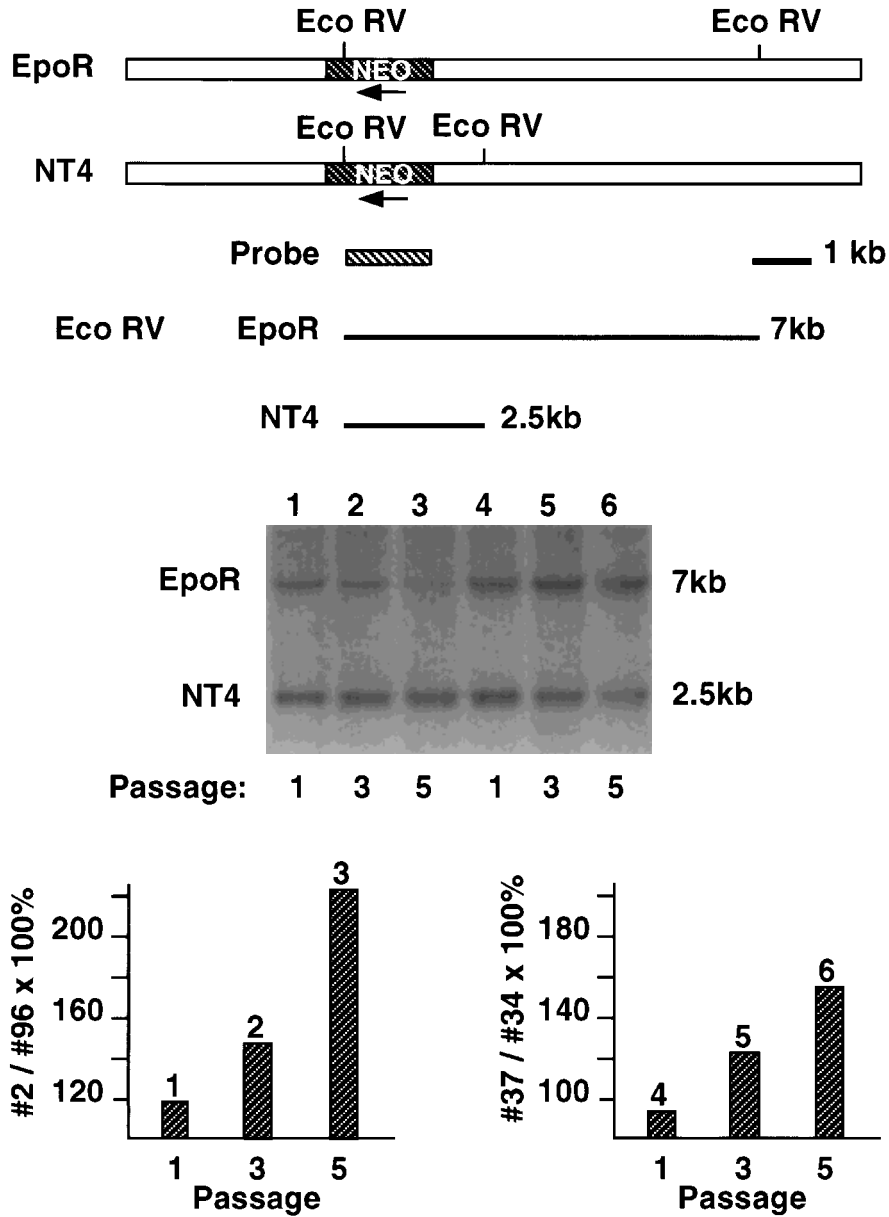 Eco RV Eco RV
EpoR NEO
Eco RV Eco RV
NT4 NEO
Probe 1 kb
Eco RV EpoR 7kb
NT4 2.5kb
1 2 3 4 5 6
EpoR 7kb
NT4 2.5kb
Passage: 1 3 5 1 3 5
#2 / #96 x 100%
200
160
120
1 2 3
1 3 5
Passage
#37 / #34 x 100%
180
140
100
4 5 6
1 3 5
Passage